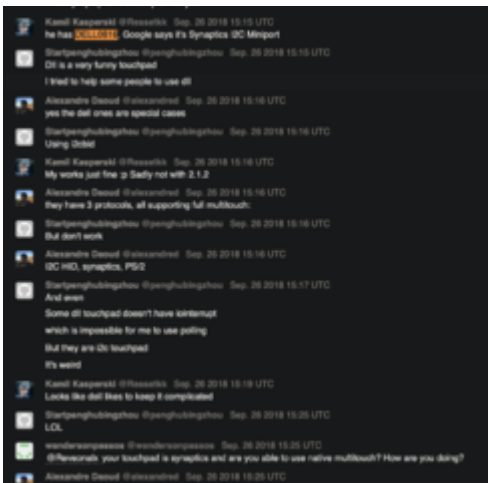 Kamil Kasperski @Ressetkk Sep. 26 2018 15:15 UTC
he has DELL0815. Google says it's Synaptics I2C Miniport
Startpenghubingzhou @penghubingzhou Sep. 26 2018 15:15 UTC
Dll is a very funny touchpad
I tried to help some people to use dll
Alexandre Daoud @alexandred Sep. 26 2018 15:16 UTC
yes the dell ones are special cases
Startpenghubingzhou @penghubingzhou Sep. 26 2018 15:16 UTC
Using i2chid
Kamil Kasperski @Ressetkk Sep. 26 2018 15:16 UTC
My works just fine :p Sadly not with 2.1.2
Alexandre Daoud @alexandred Sep. 26 2018 15:16 UTC
they have 3 protocols, all supporting full multitouch:
Startpenghubingzhou @penghubingzhou Sep. 26 2018 15:16 UTC
But don't work
Alexandre Daoud @alexandred Sep. 26 2018 15:16 UTC
I2C HID, synaptics, PS/2
Startpenghubingzhou @penghubingzhou Sep. 26 2018 15:17 UTC
And even
Some dll touchpad doesn't have iointerrupt
which is impossible for me to use polling
But they are i2c touchpad
It's weird
Kamil Kasperski @Ressetkk Sep. 26 2018 15:19 UTC
Looks like dell likes to keep it complicated
Startpenghubingzhou @penghubingzhou Sep. 26 2018 15:25 UTC
LOL
wandersonpassos @wandersonpassos Sep. 26 2018 15:25 UTC
your touchpad is synaptics and are you able to use native multitouch? How are you doing?
Alexandre Daoud @alexandred Sep. 26 2018 15:25 UTC